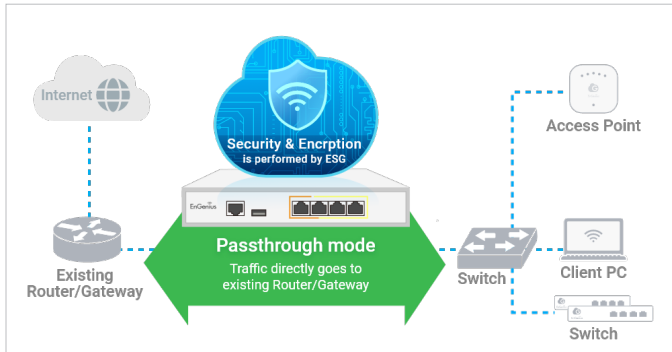 Internet
Security & Encrption
is performed by ESG
Access Point
EnGenius
Passthrough mode
Traffic directly goes to
existing Router/Gateway
Existing
Router/Gateway
Switch
Client PC
Switch